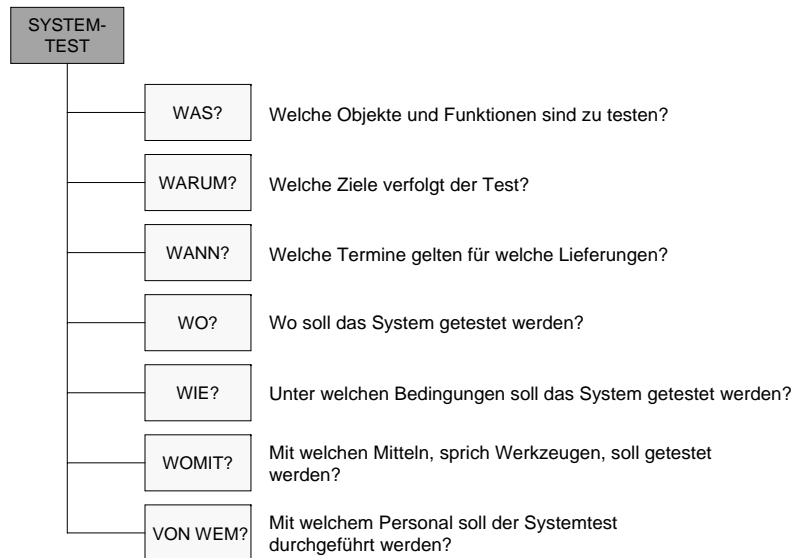 SYSTEM-
TEST
WAS?
Welche Objekte und Funktionen sind zu testen?
WARUM?
Welche Ziele verfolgt der Test?
WANN?
Welche Termine gelten für welche Lieferungen?
WO?
Wo soll das System getestet werden?
WIE?
Unter welchen Bedingungen soll das System getestet werden?
WOMIT?
Mit welchen Mitteln, sprich Werkzeugen, soll getestet
werden?
VON WEM?
Mit welchem Personal soll der Systemtest
durchgeführt werden?